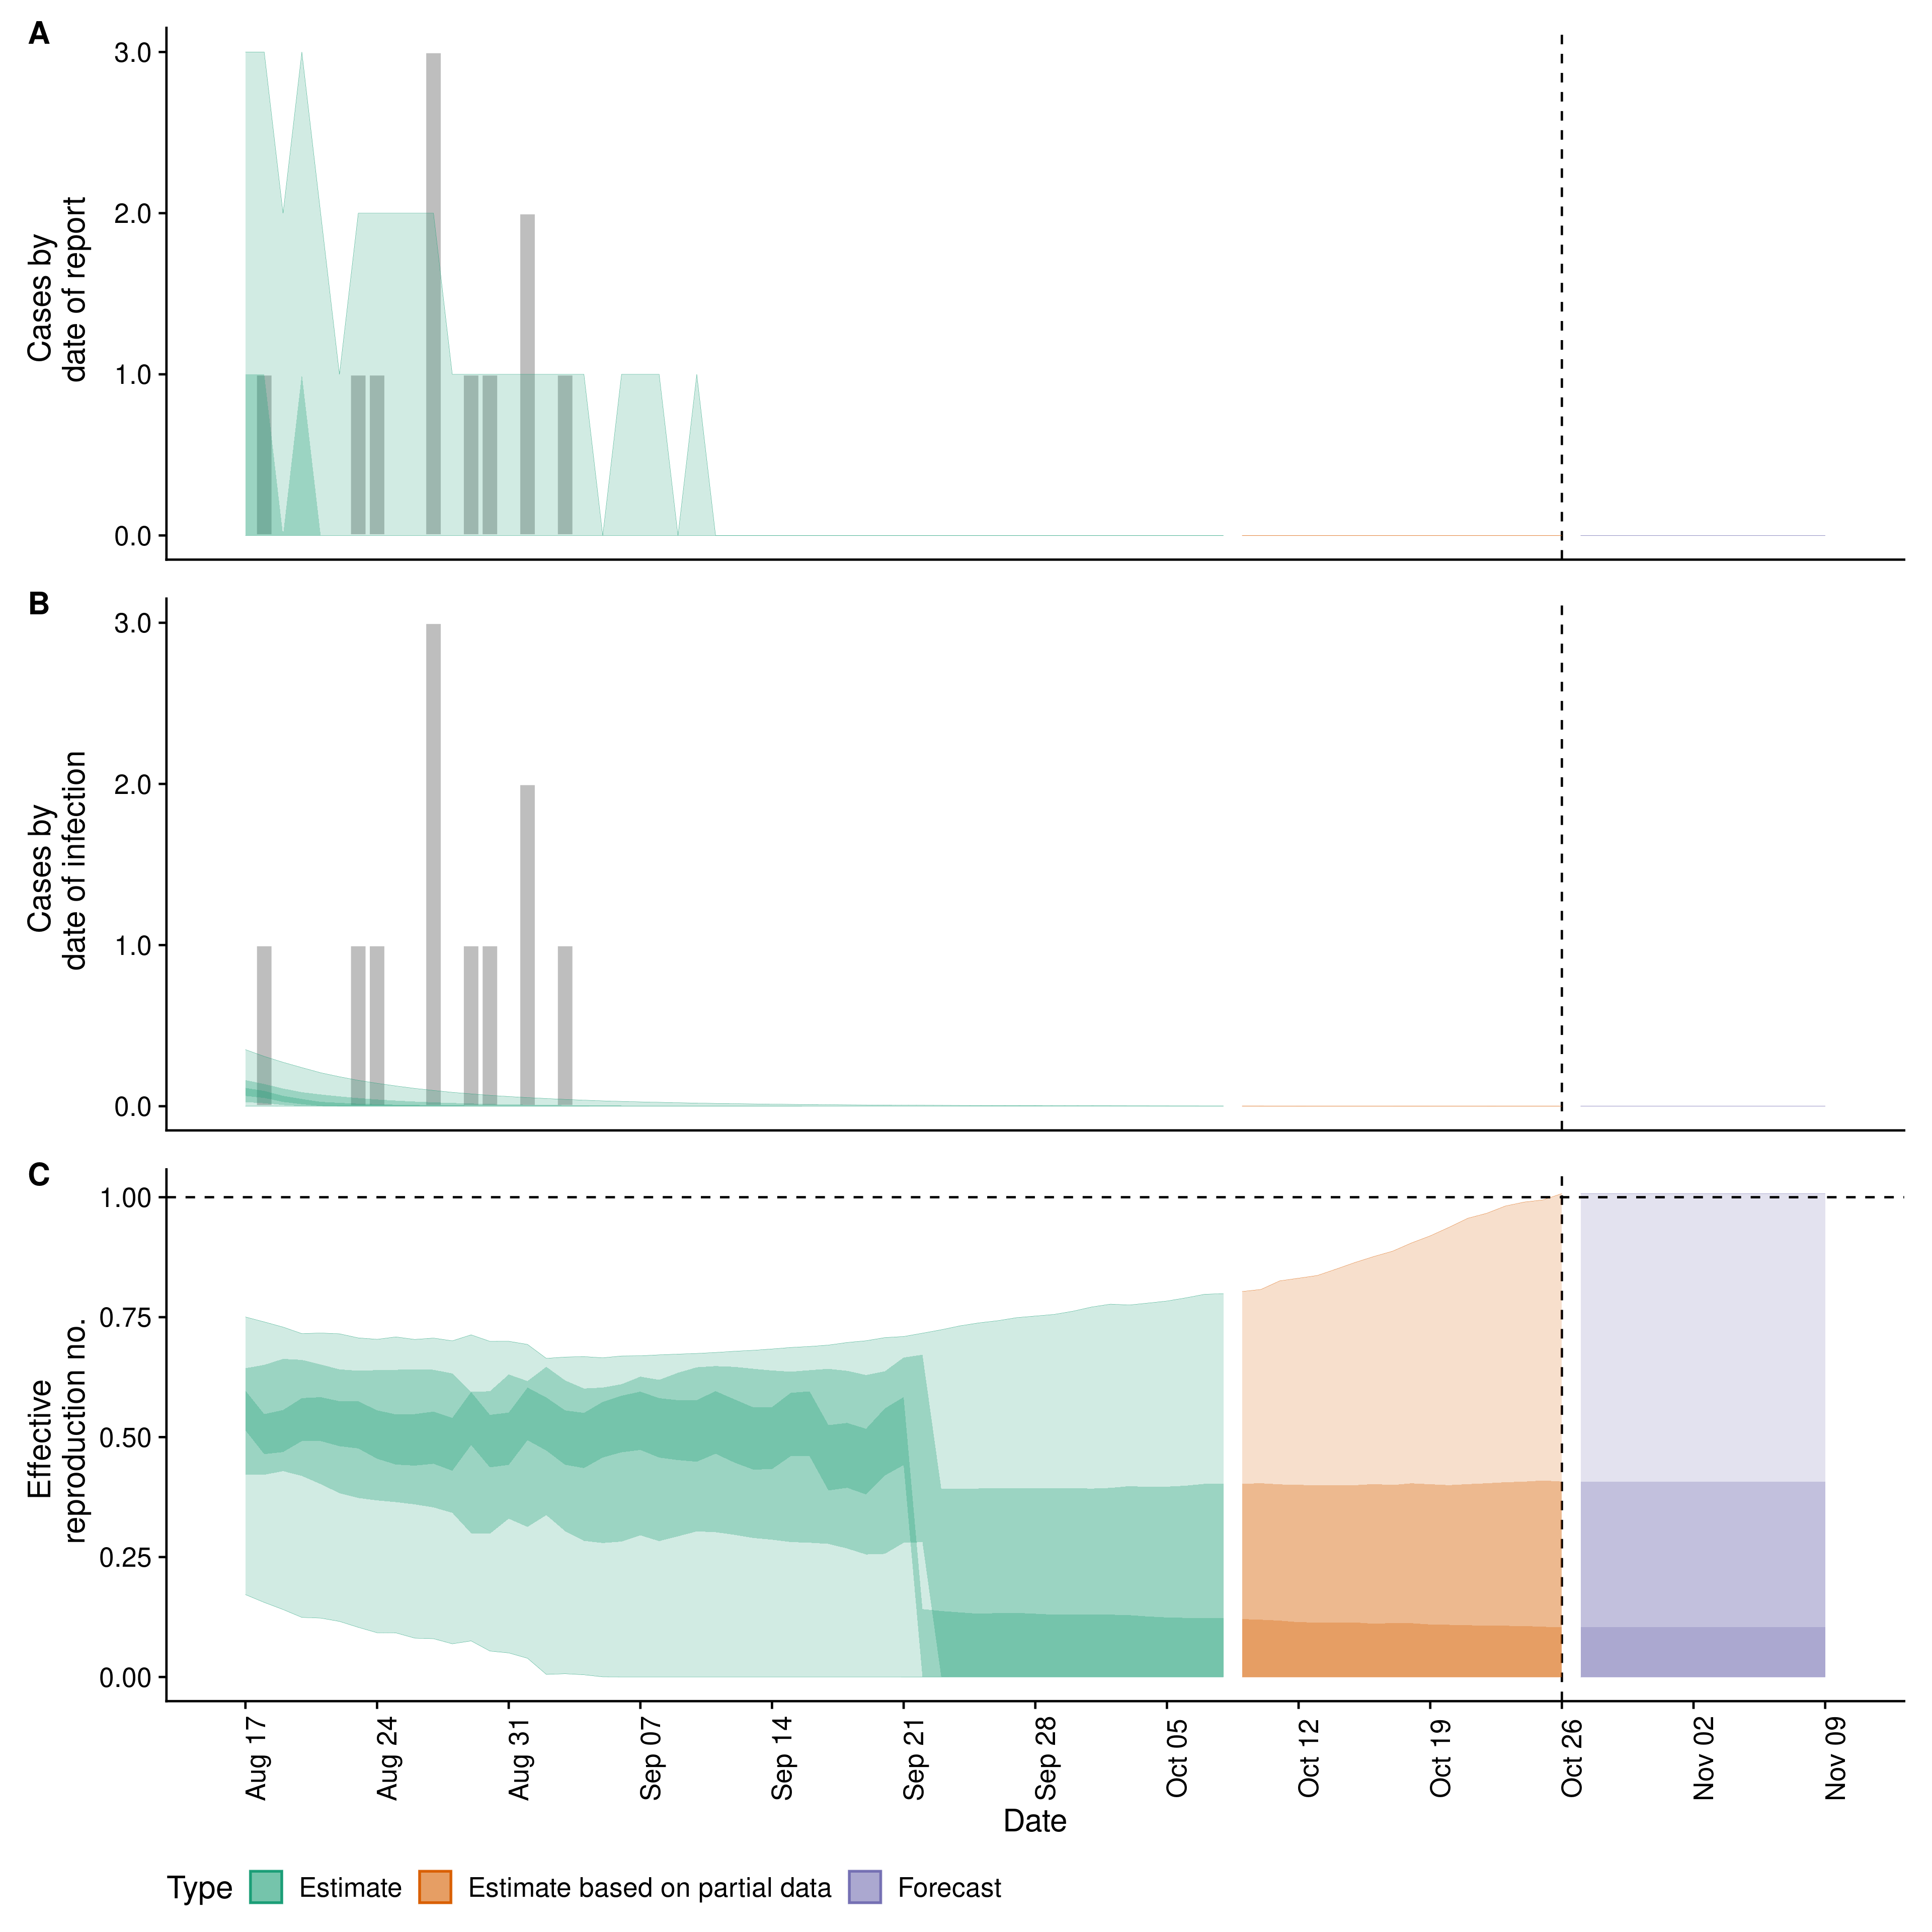 A
Cases by
date of report
3.0
2.0
1.0
0.0
B
Cases by
date of infection
3.0
2.0
1.0
0.0
C
Effective
reproduction no.
1.00
0.75
0.50
0.25
0.00
Aug 17
Aug 24
Aug 31
Sep 07
Sep 14
Sep 21
Sep 28
Oct 05
Oct 12
Oct 19
Oct 26
Nov 02
Nov 09
Date
Type Estimate Estimate based on partial data Forecast